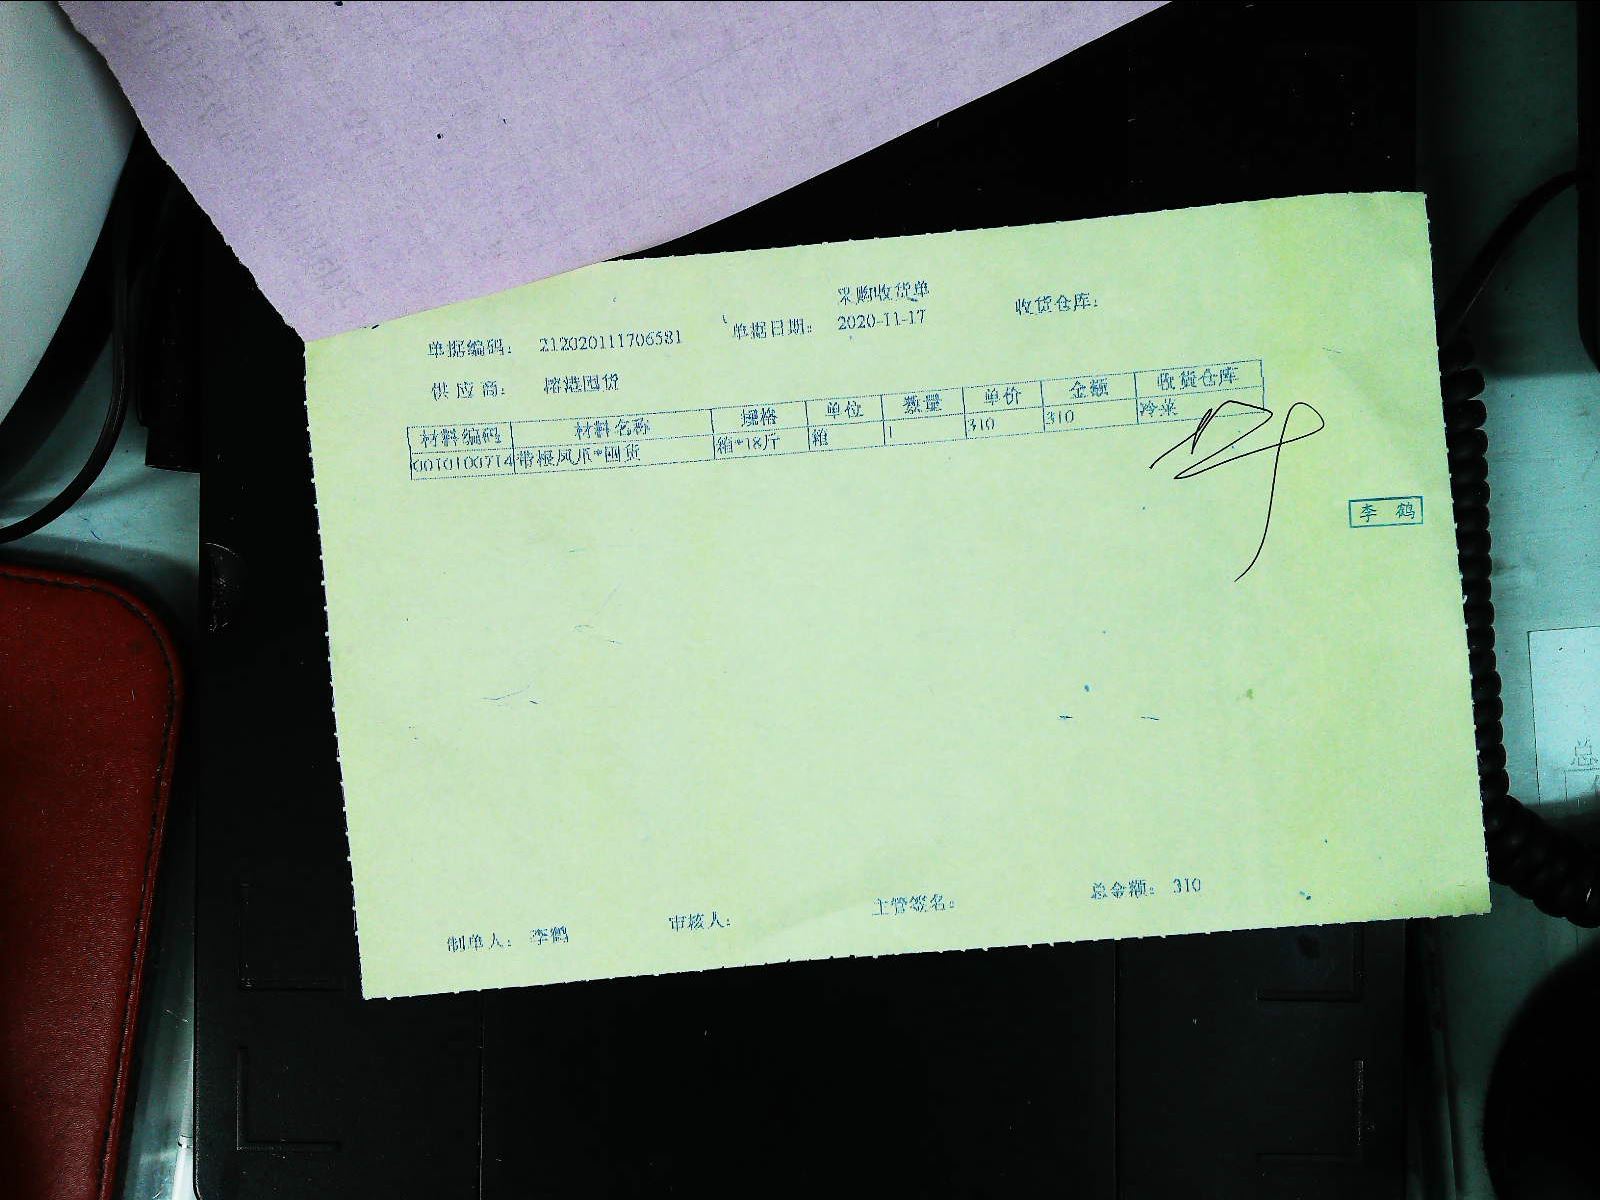 采购收货单
单据编码： 212020111706581 单据日期： 2020-11-17 收货仓库：
供应商： 榕港囤货
材料编码 材料名称 规格 单位 数量 单价 金额 收货仓库
0010100714 带根凤爪* 箱*18斤 箱 1 310 310 冷菜
李 鹤
制单人： 李鹤 审核人： 主管签名： 总金额： 310
总